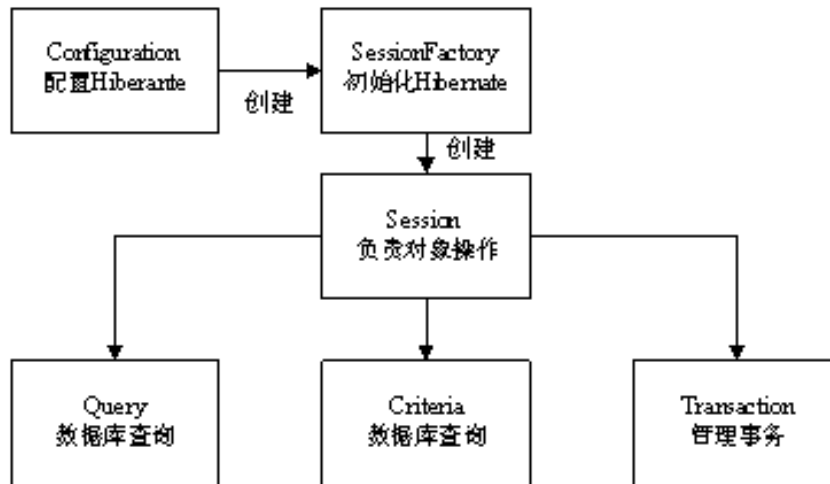 Configuration
配置Hiberante
创建
SessionFactory
初始化Hibernate
创建
Session
负责对象操作
Query
数据库查询
Criteria
数据库查询
Transaction
管理事务